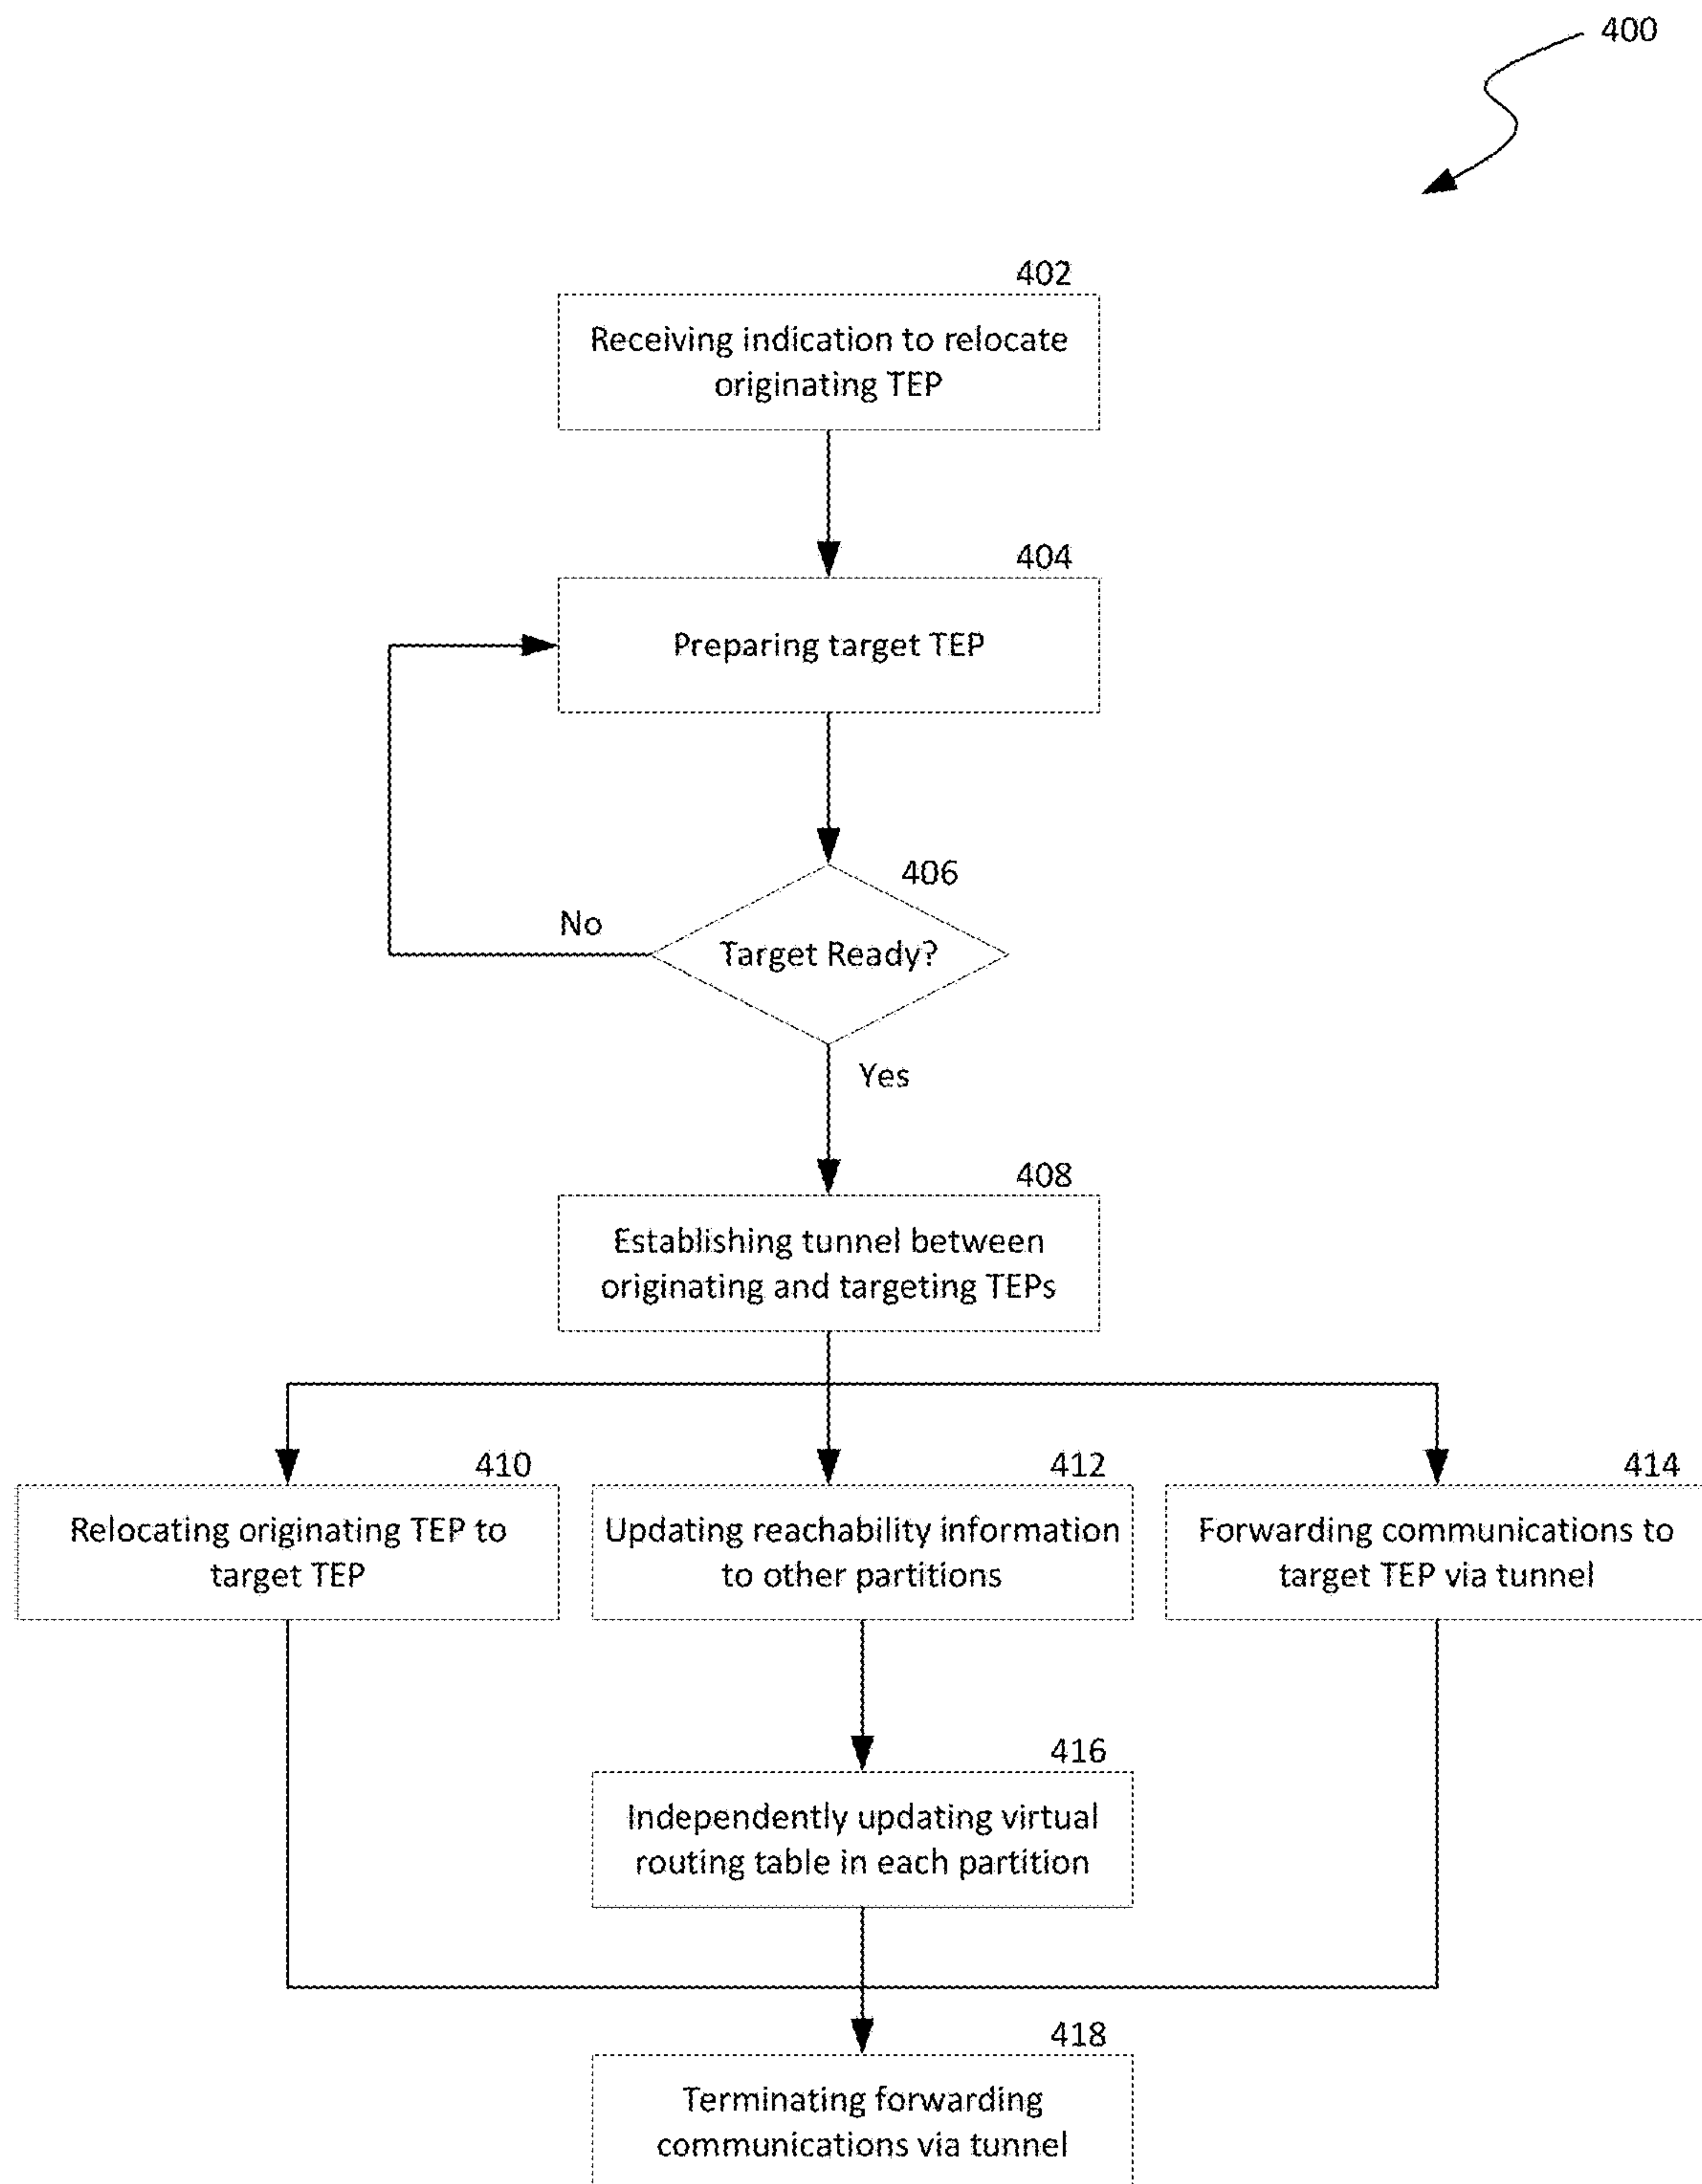 400
402
Receiving indication to relocate
originating TEP
404
Preparing target TEP
406
Target Ready?
No
Yes
408
Establishing tunnel between
originating and targeting TEPs
410
Relocating originating TEP to
target TEP
412
Updating reachability information
to other partitions
414
Forwarding communications to
target TEP via tunnel
416
Independently updating virtual
routing table in each partition
418
Terminating forwarding
communications via tunnel